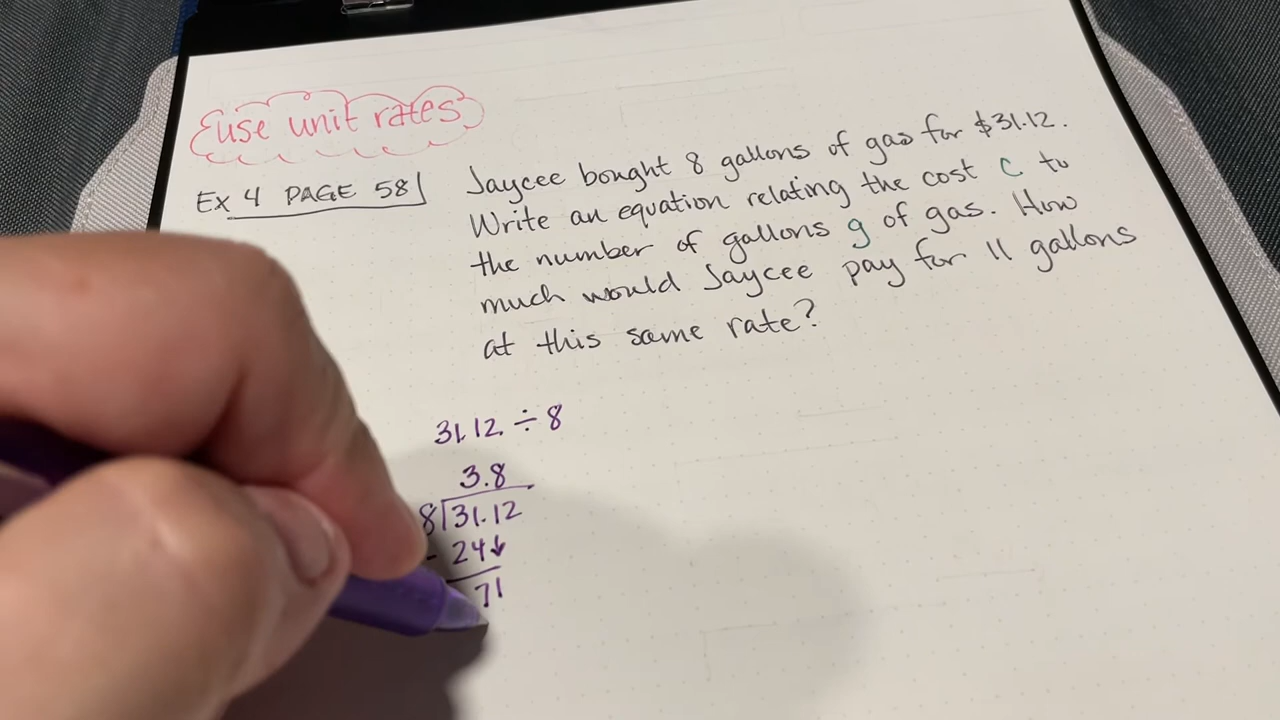 use unit rates
Ex 4 PAGE 581
Jaycee bought 8 gallons of gas for $31.12.
Write an equation relating the cost c to
the number of gallons g of gas. How
much would Jaycee pay for 11 gallons
at this same rate?
31.12 ÷ 8
3.8
8 31.12
- 24↓
71